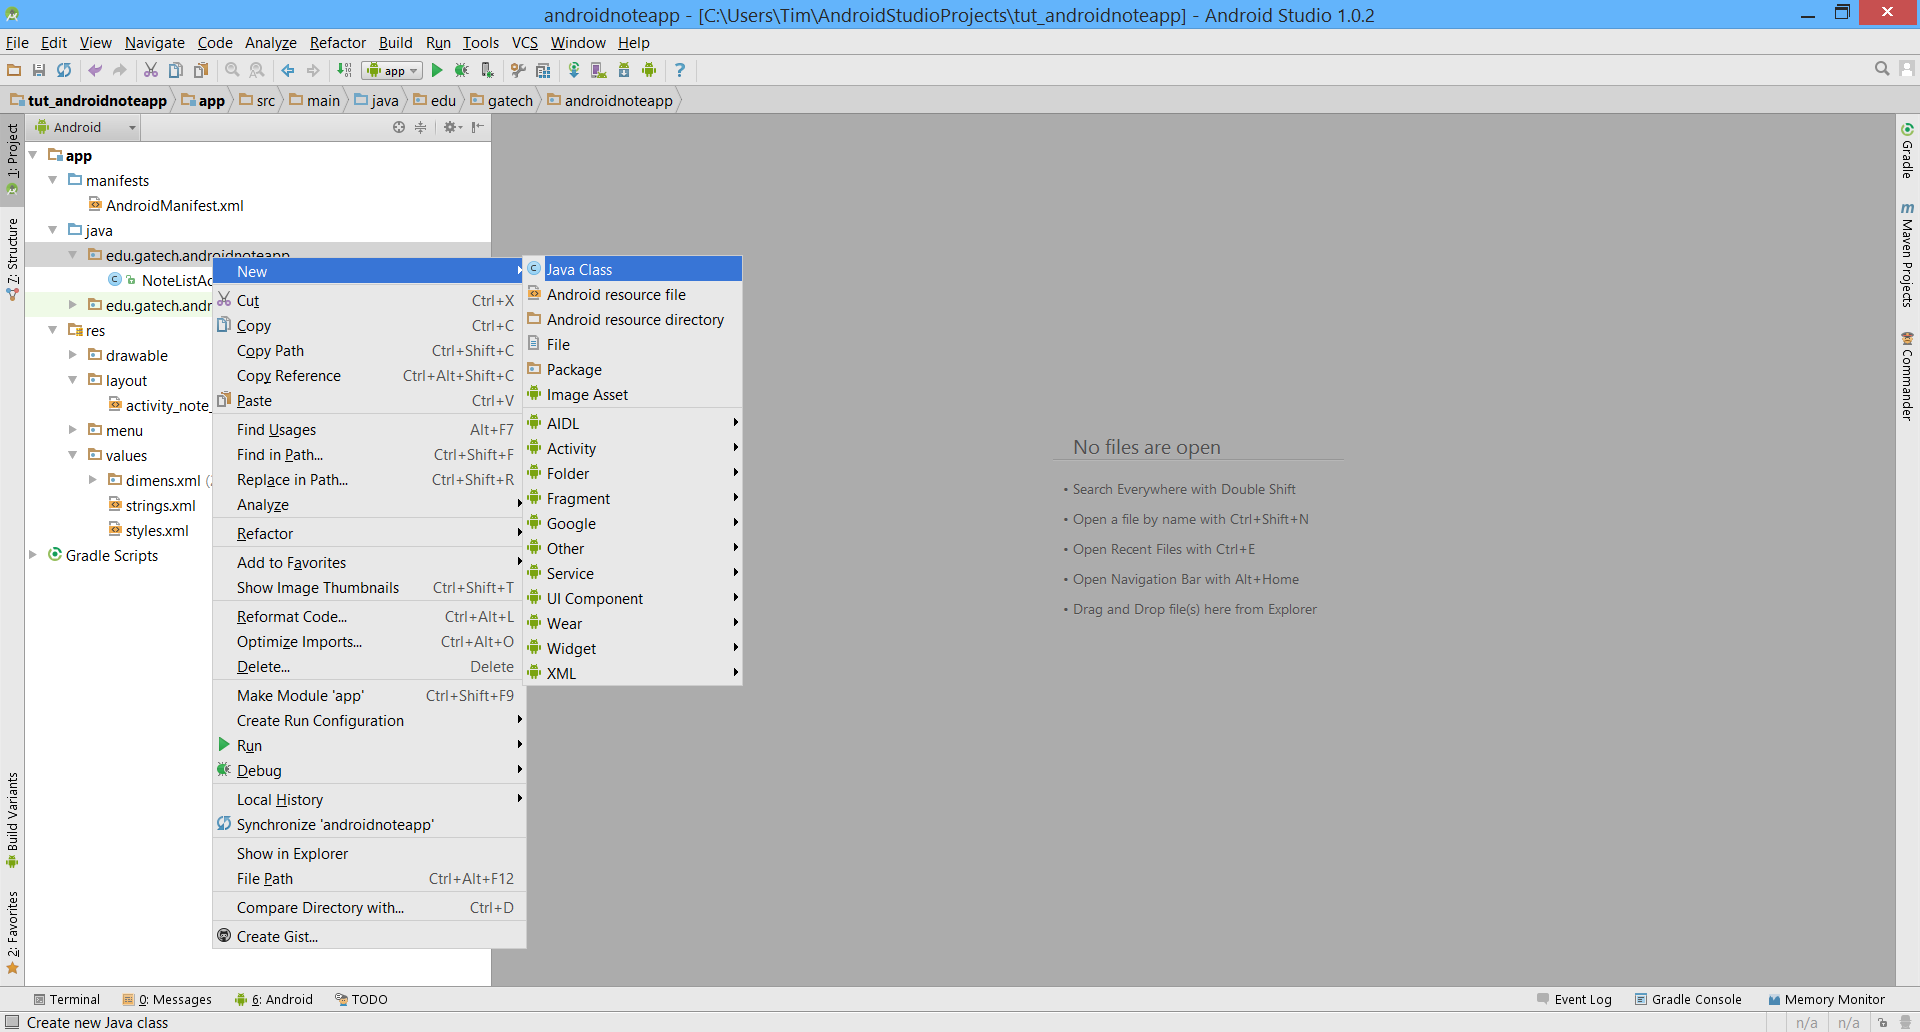 androidnoteapp - [C:\Users\Tim\AndroidStudioProjects\tut_androidnoteapp] - Android Studio 1.0.2
File Edit View Navigate Code Analyze Refactor Build Run Tools VCS Window Help
app
tut_androidnoteapp app src main java edu gatech androidnoteapp
Android
1: Project
7: Structure
Build Variants
2: Favorites
app
manifests
AndroidManifest.xml
java
edu.gatech.androidnoteapp
NoteListAc
edu.gatech.andr
res
drawable
layout
activity_note_
menu
values
dimens.xml (2
strings.xml
styles.xml
Gradle Scripts
New
Cut Ctrl+X
Copy Ctrl+C
Copy Path Ctrl+Shift+C
Copy Reference Ctrl+Alt+Shift+C
Paste Ctrl+V
Find Usages Alt+F7
Find in Path... Ctrl+Shift+F
Replace in Path... Ctrl+Shift+R
Analyze
Refactor
Add to Favorites
Show Image Thumbnails Ctrl+Shift+T
Reformat Code... Ctrl+Alt+L
Optimize Imports... Ctrl+Alt+O
Delete... Delete
Make Module 'app' Ctrl+Shift+F9
Create Run Configuration
Run
Debug
Local History
Synchronize 'androidnoteapp'
Show in Explorer
File Path Ctrl+Alt+F12
Compare Directory with... Ctrl+D
Create Gist...
Java Class
Android resource file
Android resource directory
File
Package
Image Asset
AIDL
Activity
Folder
Fragment
Google
Other
Service
UI Component
Wear
Widget
XML
No files are open
• Search Everywhere with Double Shift
• Open a file by name with Ctrl+Shift+N
• Open Recent Files with Ctrl+E
• Open Navigation Bar with Alt+Home
• Drag and Drop file(s) here from Explorer
Gradle
m Maven Projects
Commander
Terminal 0: Messages 6: Android TODO Event Log Gradle Console Memory Monitor
Create new Java class n/a n/a